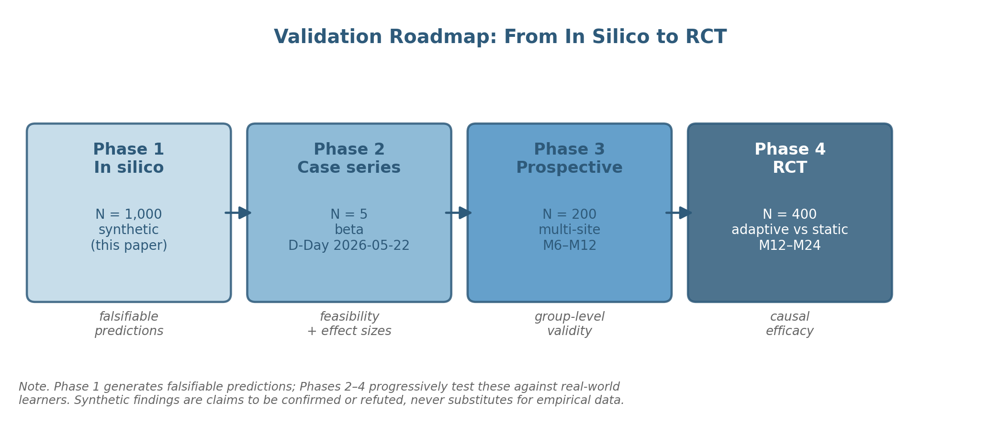 Validation Roadmap: From In Silico to RCT
Phase 1
In silico
N = 1,000
synthetic
(this paper)
falsifiable
predictions
Phase 2
Case series
N = 5
beta
D-Day 2026-05-22
feasibility
+ effect sizes
Phase 3
Prospective
N = 200
multi-site
M6–M12
group-level
validity
Phase 4
RCT
N = 400
adaptive vs static
M12–M24
causal
efficacy
Note. Phase 1 generates falsifiable predictions; Phases 2–4 progressively test these against real-world
learners. Synthetic findings are claims to be confirmed or refuted, never substitutes for empirical data.